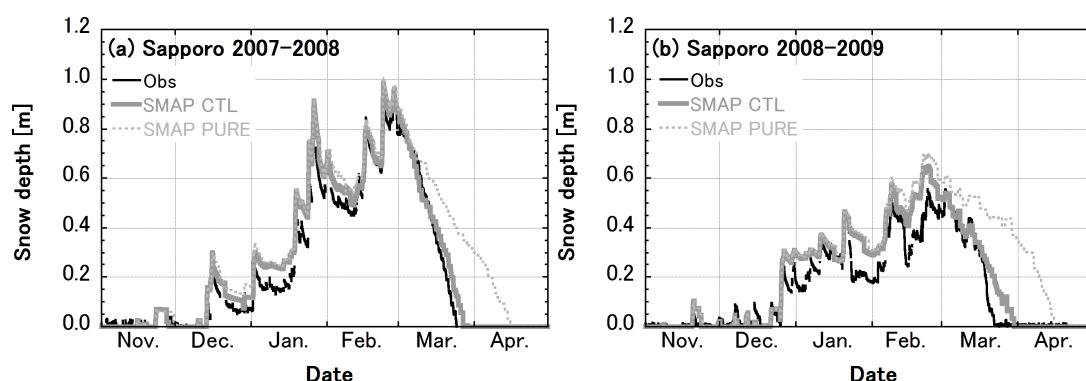 1.2
(a) Sapporo 2007-2008
Obs
1.0
SMAP CTL
SMAP PURE
0.8
0.6
0.4
0.2
0.0
Snow depth [m]
Nov. Dec. Jan. Feb. Mar. Apr.
Date
1.2
(b) Sapporo 2008-2009
Obs
1.0
SMAP CTL
SMAP PURE
0.8
0.6
0.4
0.2
0.0
Snow depth [m]
Nov. Dec. Jan. Feb. Mar. Apr.
Date